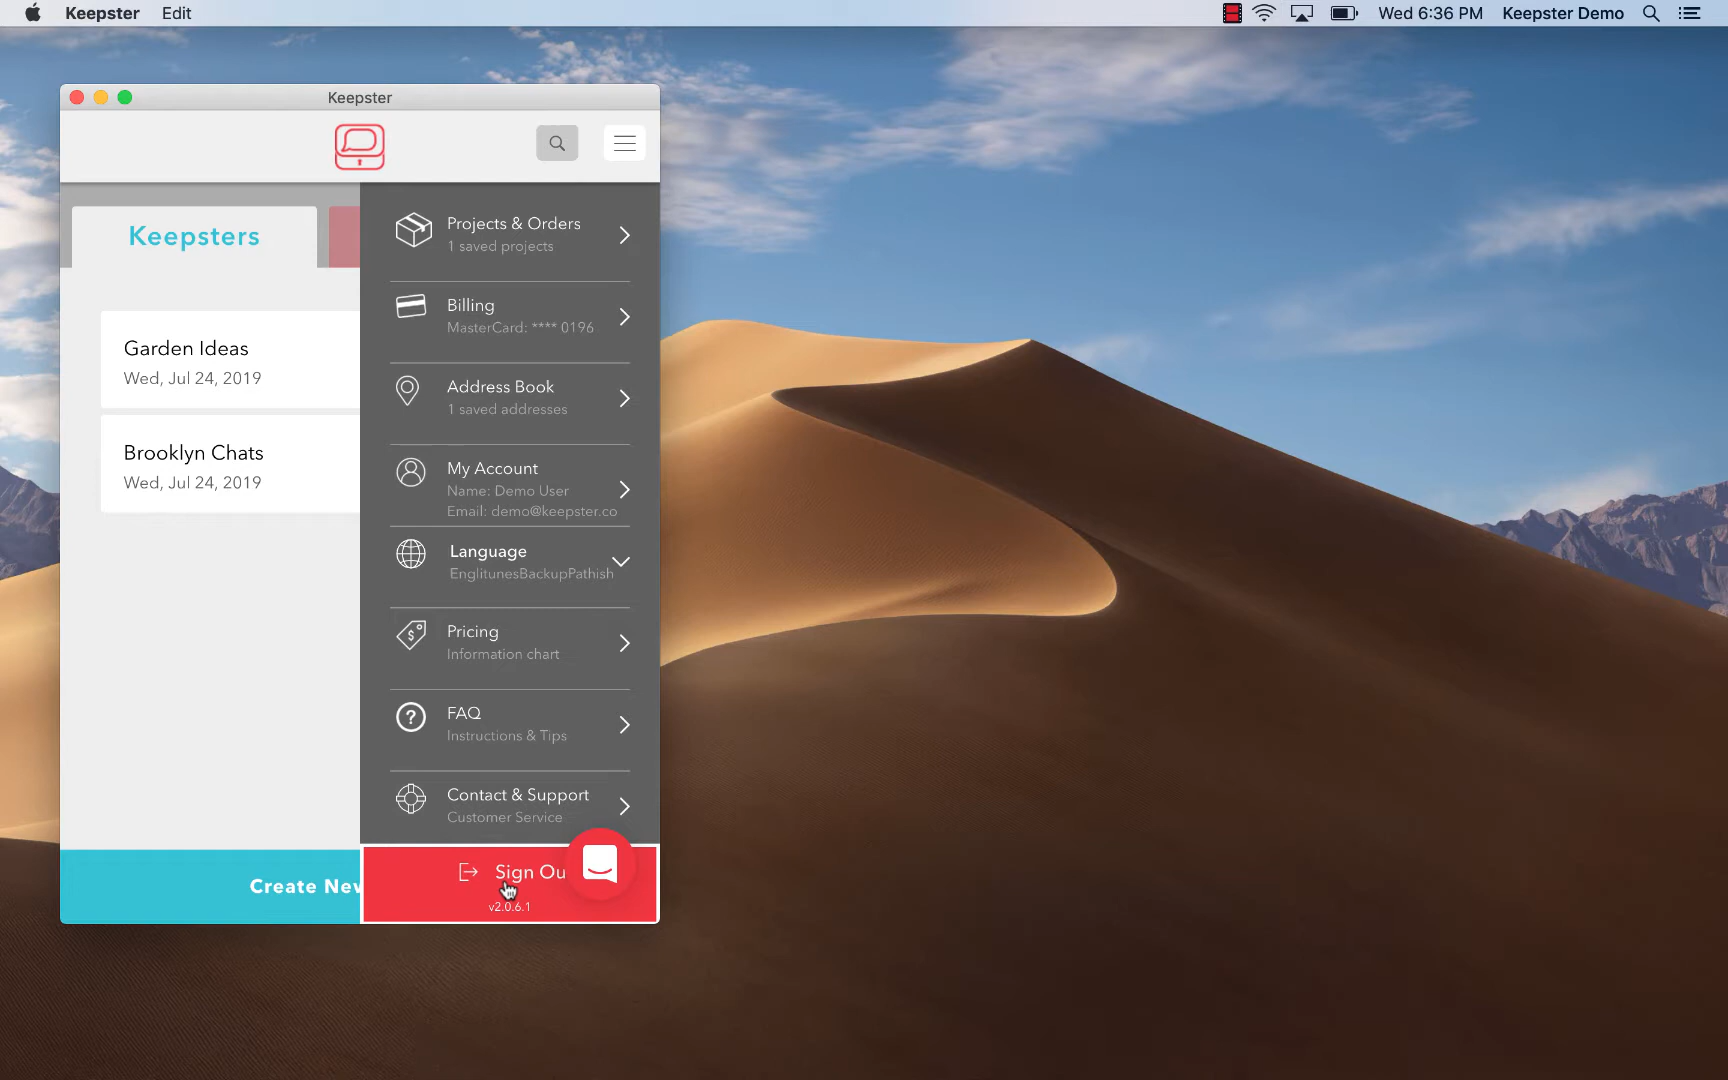 Keepster Edit Wed 6:36 PM Keepster Demo
Keepster
Keepsters
Garden Ideas
Wed, Jul 24, 2019
Brooklyn Chats
Wed, Jul 24, 2019
Create New
Projects & Orders
1 saved projects
Billing
MasterCard: **** 0196
Address Book
1 saved addresses
My Account
Name: Demo User
Email: demo@keepster.co
Language
EnglitunesBackupPathish
Pricing
Information chart
FAQ
Instructions & Tips
Contact & Support
Customer Service
Sign Ou
v2.0.6.1